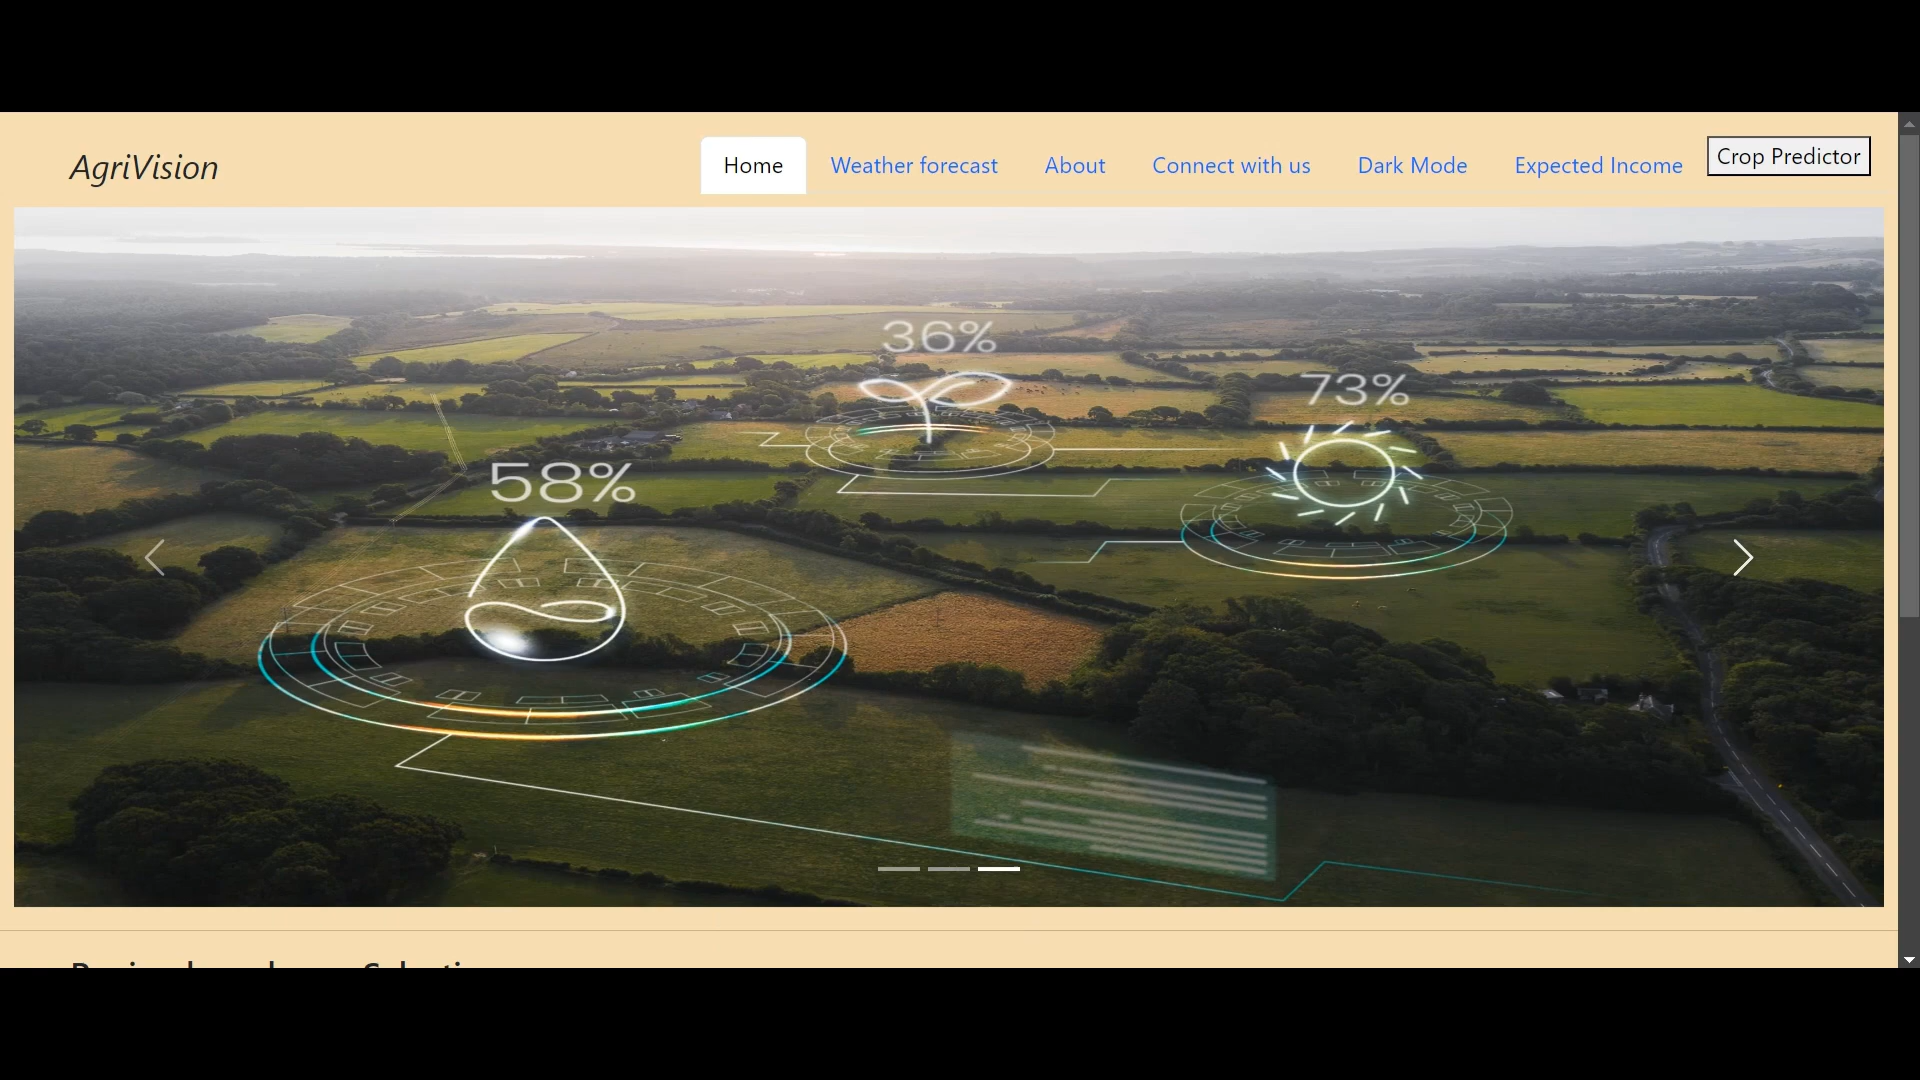 AgriVision
Home Weather forecast About Connect with us Dark Mode Expected Income Crop Predictor
36%
73%
58%